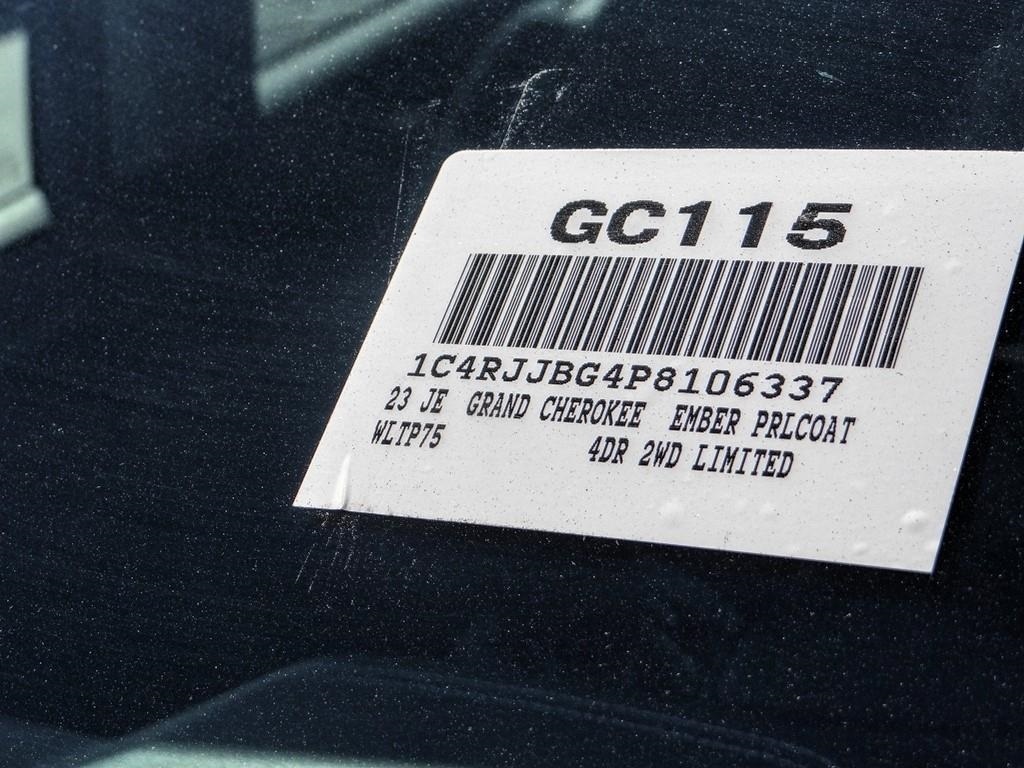 GC115
1C4RJJBG4P8106337
23 JE GRAND CHEROKEE EMBER PRLCOAT
WLTP75 4DR 2WD LIMITED